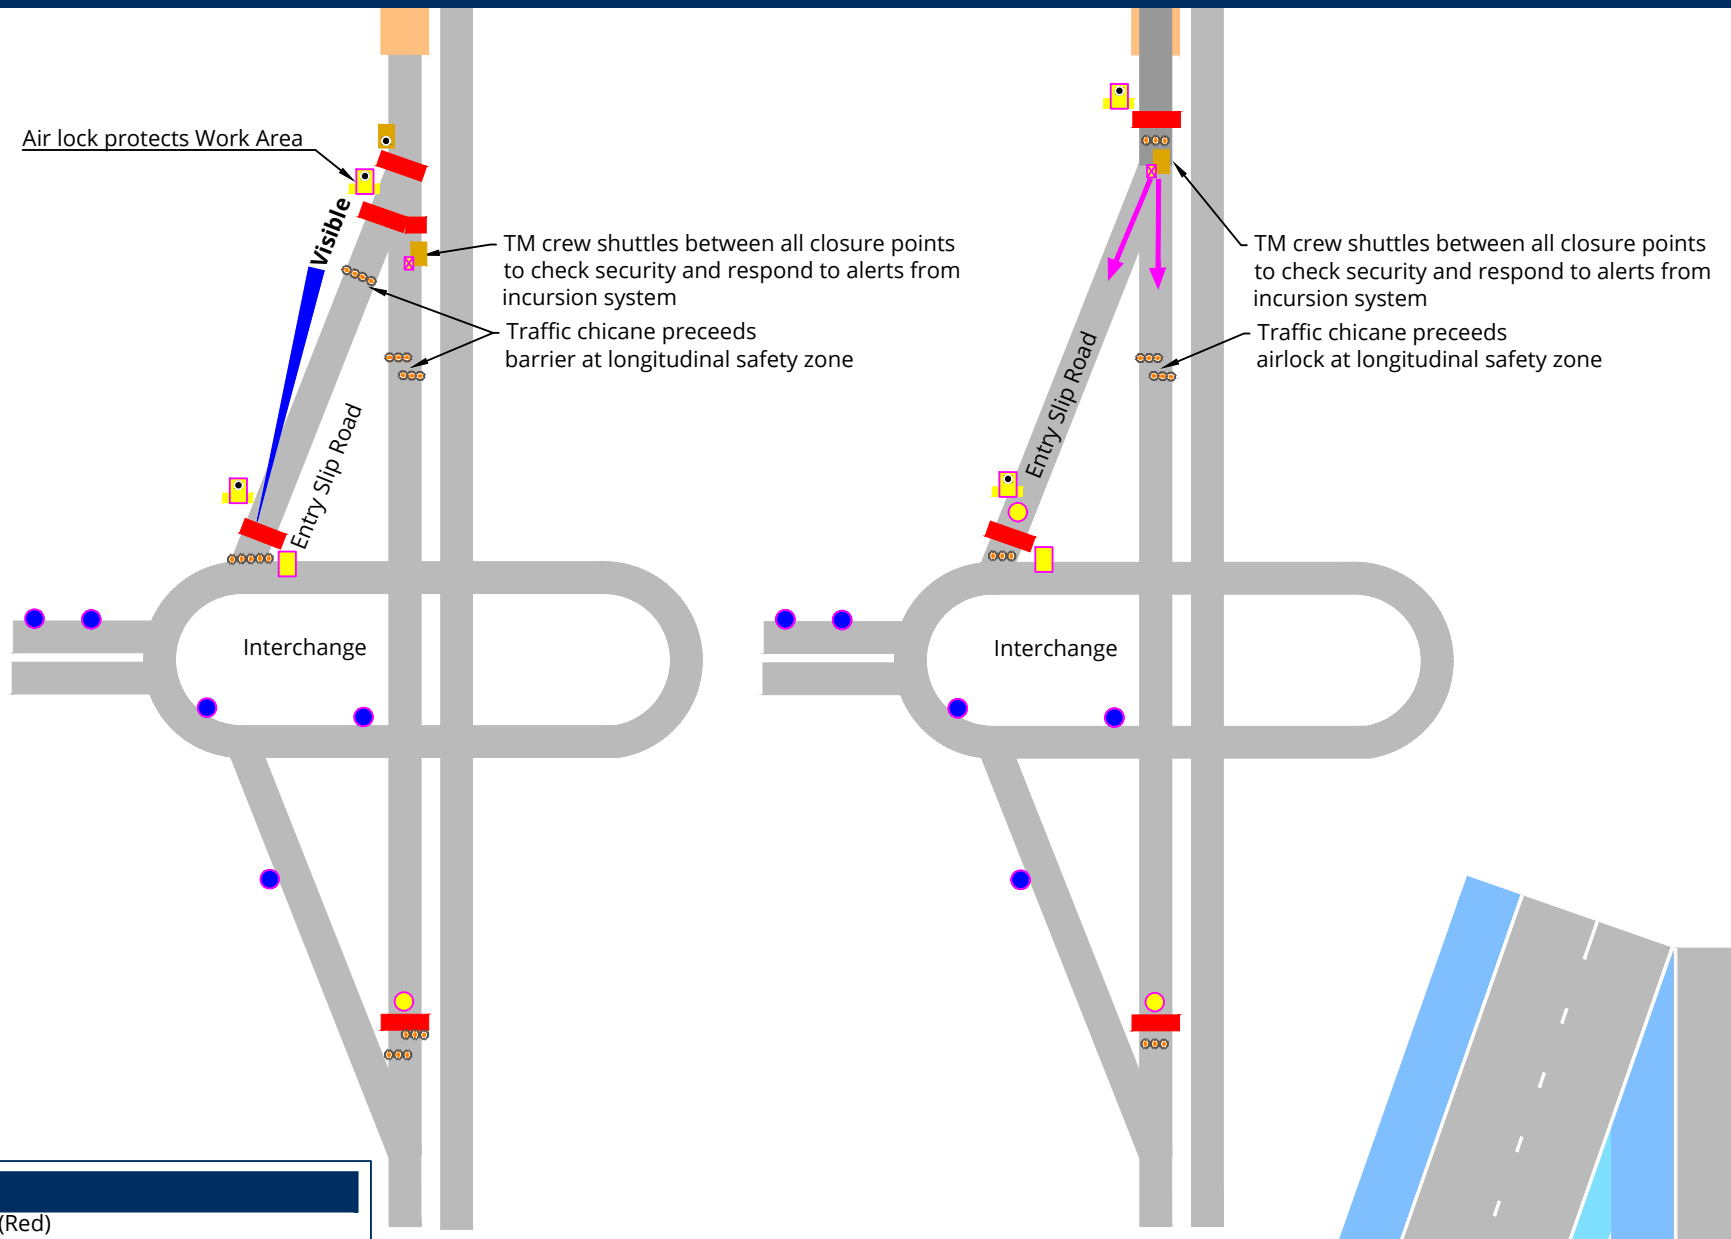 Air lock protects Work Area
Visible
TM crew shuttles between all closure points
to check security and respond to alerts from
incursion system
Traffic chicane preceeds
barrier at longitudinal safety zone
Entry Slip Road
Interchange
TM crew shuttles between all closure points
to check security and respond to alerts from
incursion system
Traffic chicane preceeds
airlock at longitudinal safety zone
Entry Slip Road
Interchange
(Red)